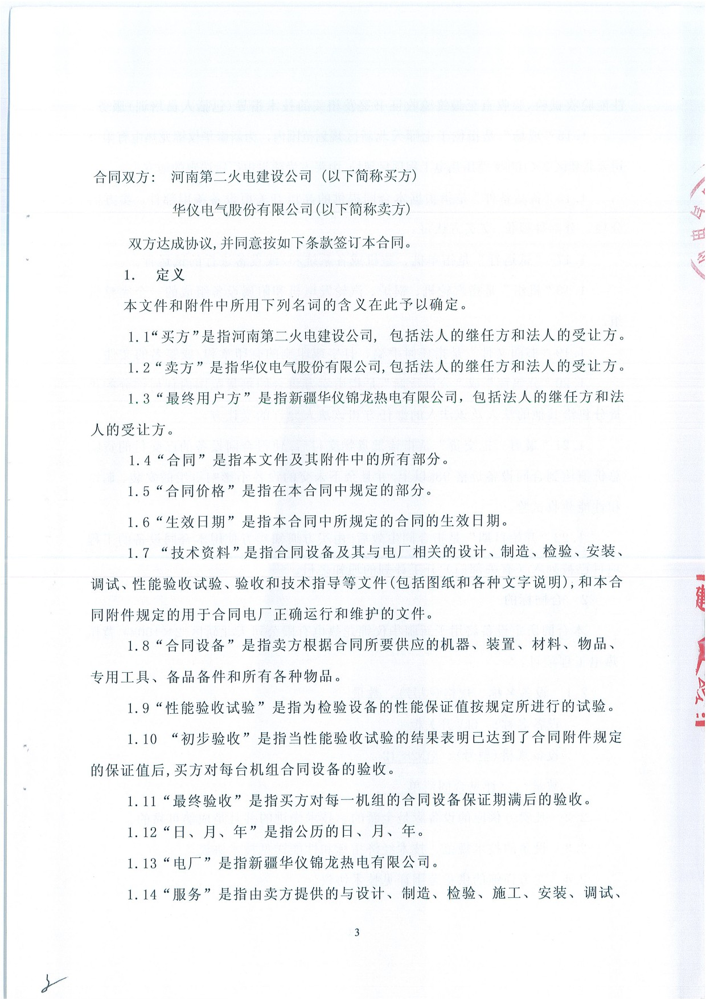 合同双方: 河南第二火电建设公司 (以下简称买方)
华仪电气股份有限公司(以下简称卖方)
双方达成协议,并同意按如下条款签订本合同。
1. 定义
本文件和附件中所用下列名词的含义在此予以确定。
1.1“买方”是指河南第二火电建设公司, 包括法人的继任方和法人的受让方。
1.2“卖方”是指华仪电气股份有限公司,包括法人的继任方和法人的受让方。
1.3“最终用户方”是指新疆华仪锦龙热电有限公司，包括法人的继任方和法
人的受让方。
1.4“合同”是指本文件及其附件中的所有部分。
1.5“合同价格”是指在本合同中规定的部分。
1.6“生效日期”是指本合同中所规定的合同的生效日期。
1.7 “技术资料”是指合同设备及其与电厂相关的设计、制造、检验、安装、
调试、性能验收试验、验收和技术指导等文件(包括图纸和各种文字说明),和本合
同附件规定的用于合同电厂正确运行和维护的文件。
1.8“合同设备”是指卖方根据合同所要供应的机器、装置、材料、物品、
专用工具、备品备件和所有各种物品。
1.9“性能验收试验”是指为检验设备的性能保证值按规定所进行的试验。
1.10 “初步验收”是指当性能验收试验的结果表明已达到了合同附件规定
的保证值后,买方对每台机组合同设备的验收。
1.11“最终验收”是指买方对每一机组的合同设备保证期满后的验收。
1.12“日、月、年”是指公历的日、月、年。
1.13“电厂”是指新疆华仪锦龙热电有限公司。
1.14“服务”是指由卖方提供的与设计、制造、检验、施工、安装、调试、
3